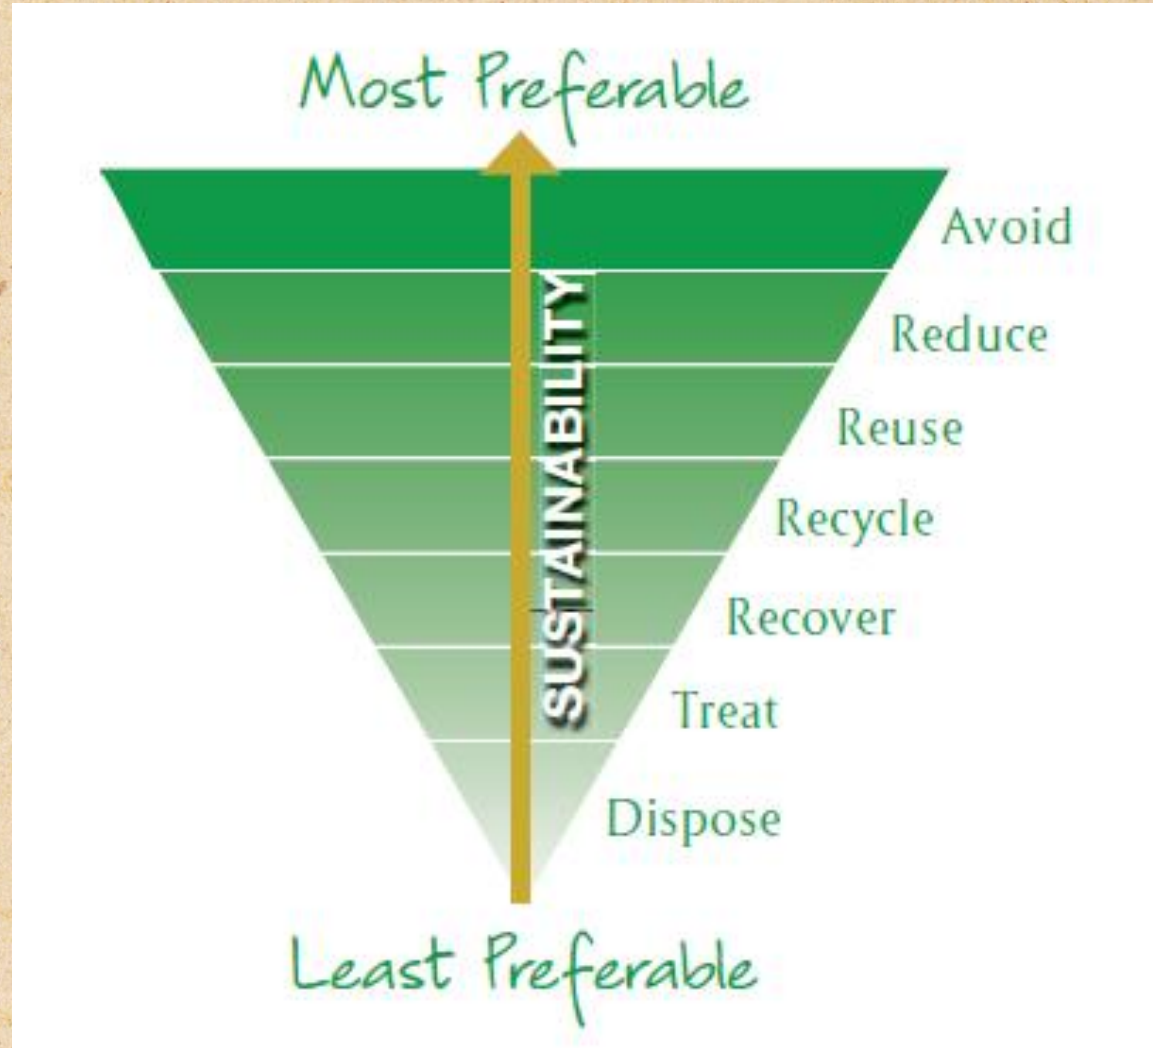 Most Preferable
Avoid
Reduce
Reuse
Recycle
Recover
Treat
Dispose
SUSTAINABILITY
Least Preferable